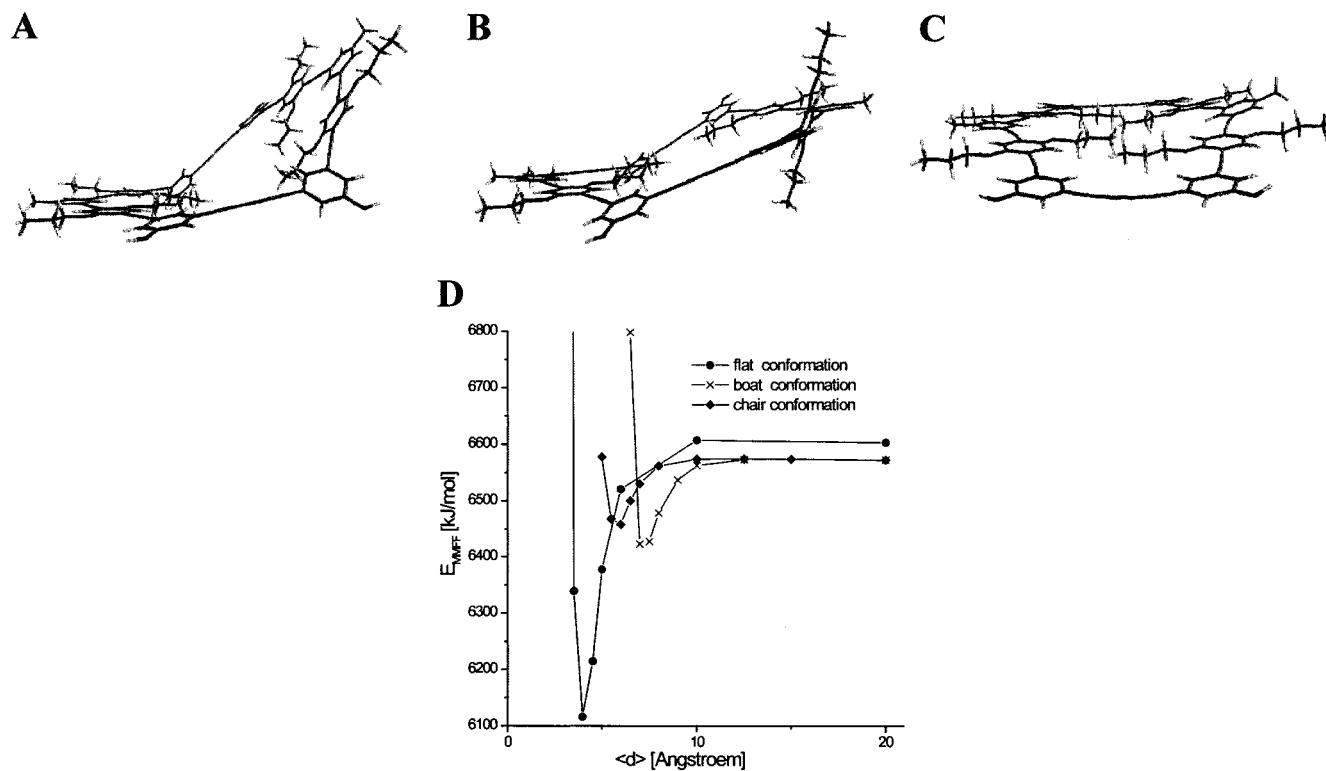 A
B
C
D
6800
6700
6600
6500
6400
6300
6200
6100
E_MMFF [kJ/mol]
flat conformation
boat conformation
chair conformation
0
10
20
<d> [Angstroem]